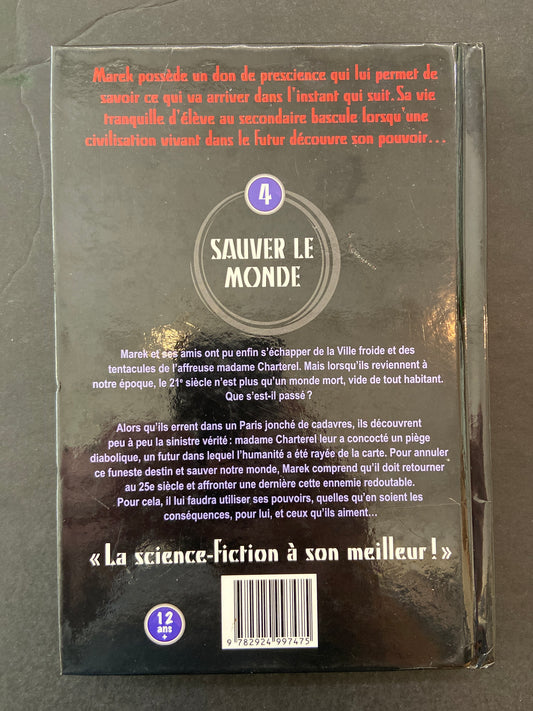 Marek possède un don de prescience qui lui permet de
savoir ce qui va arriver dans l'instant qui suit. Sa vie
tranquille d'élève au secondaire bascule lorsqu'une
civilisation vivant dans le futur découvre son pouvoir...
4
SAUVER LE
MONDE
Marek et ses amis ont pu enfin s'échapper de la Ville froide et des
tentacules de l'affreuse madame Charterel. Mais lorsqu'ils reviennent à
notre époque, le 21e siècle n'est plus qu'un monde mort, vide de tout habitant.
Que s'est-il passé ?
Alors qu'ils errent dans un Paris jonché de cadavres, ils découvrent
peu à peu la sinistre vérité : madame Charterel leur a concocté un piège
diabolique, un futur dans lequel l'humanité a été rayée de la carte. Pour annuler
ce funeste destin et sauver notre monde, Marek comprend qu'il doit retourner
au 25e siècle et affronter une dernière cette ennemie redoutable.
Pour cela, il lui faudra utiliser ses pouvoirs, quelles qu'en soient les
conséquences, pour lui, et ceux qu'ils aiment...
« La science-fiction à son meilleur ! »
12
ans
+
9 782924 997475